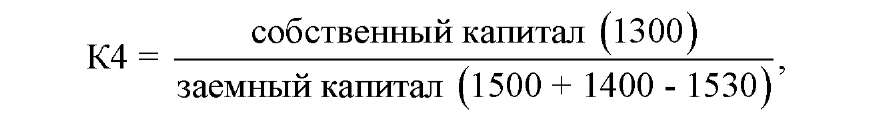 К4 = собственный капитал (1300)
заемный капитал (1500 + 1400 - 1530),